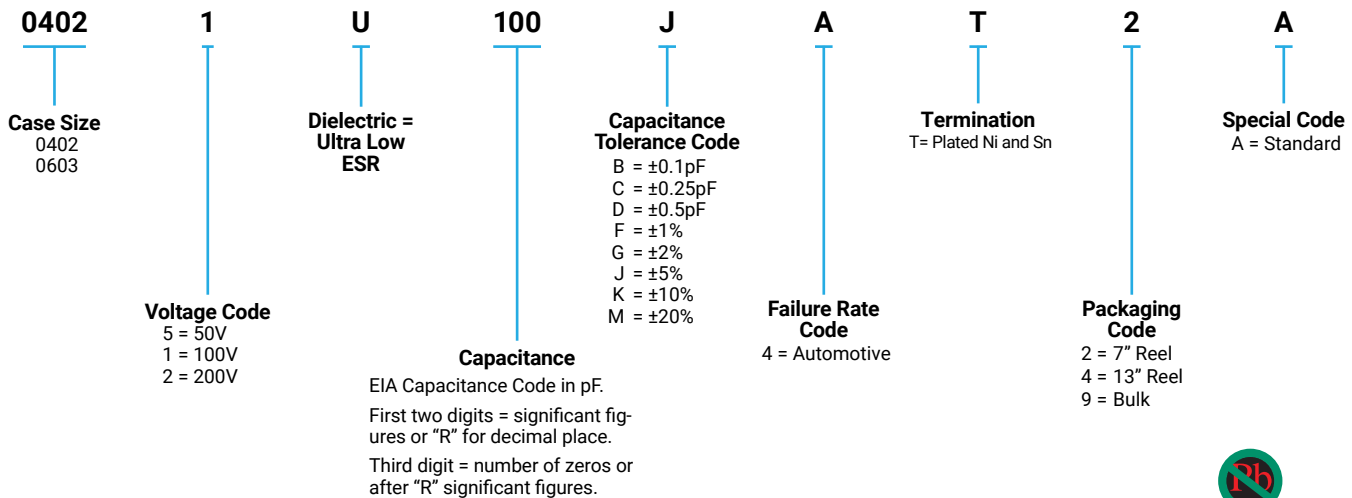 0402 1 U 100 J A T 2 A
Case Size
0402
0603
Voltage Code
5 = 50V
1 = 100V
2 = 200V
Dielectric =
Ultra Low
ESR
Capacitance
EIA Capacitance Code in pF.
First two digits = significant fig-
ures or “R” for decimal place.
Third digit = number of zeros or
after “R” significant figures.
Capacitance
Tolerance Code
B = ±0.1pF
C = ±0.25pF
D = ±0.5pF
F = ±1%
G = ±2%
J = ±5%
K = ±10%
M = ±20%
Failure Rate
Code
4 = Automotive
Termination
T= Plated Ni and Sn
Packaging
Code
2 = 7” Reel
4 = 13” Reel
9 = Bulk
Special Code
A = Standard
Pb